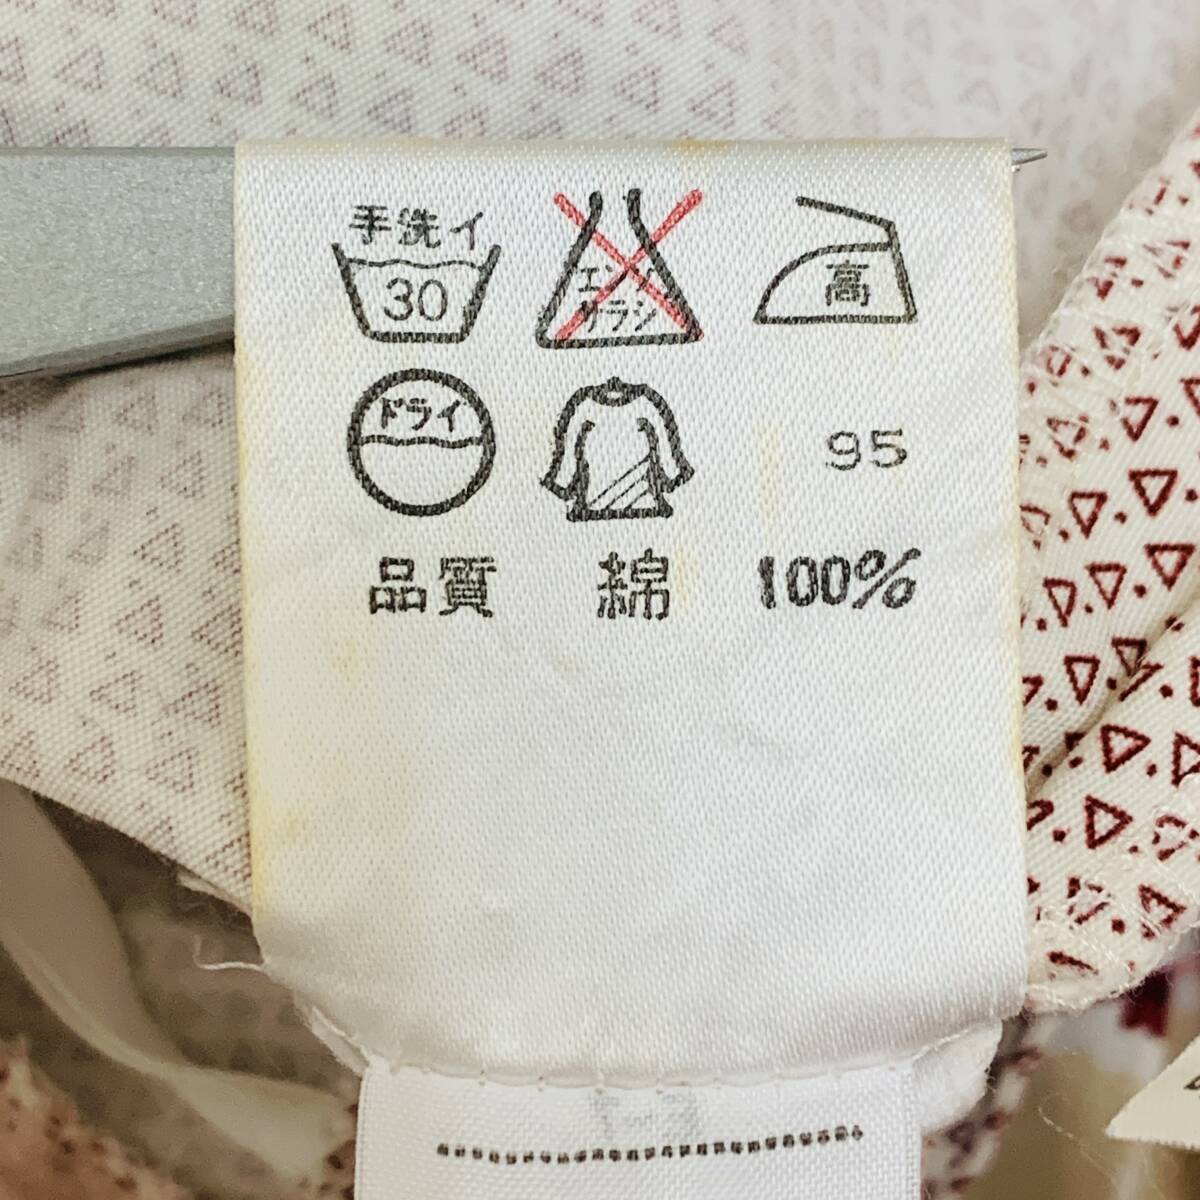 手洗イ
30
エンソ
サラシ
高
ドライ
95
品質 綿 100%